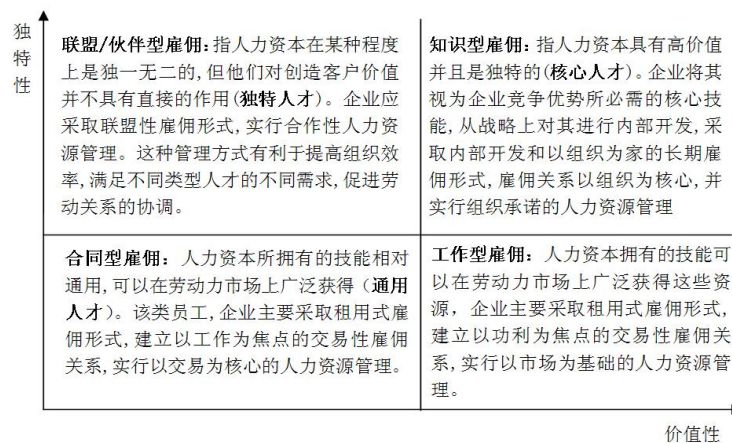 独
特
性
联盟/伙伴型雇佣:指人力资本在某种程度
上是独一无二的,但他们对创造客户价值
并不具有直接的作用(独特人才)。企业应
采取联盟性雇佣形式,实行合作性人力资
源管理。这种管理方式有利于提高组织效
率,满足不同类型人才的不同需求,促进劳
动关系的协调。
知识型雇佣:指人力资本具有高价值
并且是独特的(核心人才)。企业将其
视为企业竞争优势所必需的核心技
能,从战略上对其进行内部开发,采
取内部开发和以组织为家的长期雇
佣形式,雇佣关系以组织为核心,并
实行组织承诺的人力资源管理
合同型雇佣：人力资本所拥有的技能相对
通用,可以在劳动力市场上广泛获得（通用
人才）。该类员工,企业主要采取租用式雇
佣形式,建立以工作为焦点的交易性雇佣
关系,实行以交易为核心的人力资源管理。
工作型雇佣：人力资本拥有的技能可
以在劳动力市场上广泛获得这些资
源，企业主要采取租用式雇佣形式,
建立以功利为焦点的交易性雇佣关
系,实行以市场为基础的人力资源管
理。
价值性